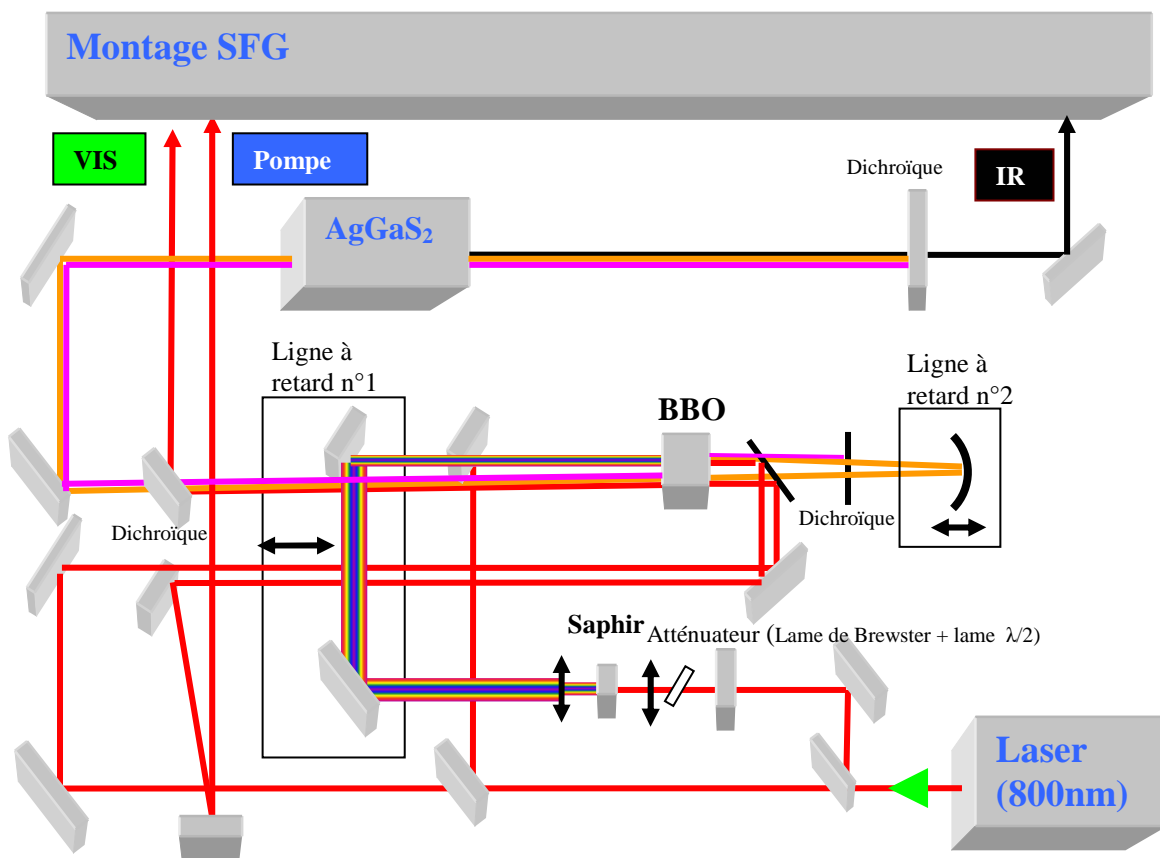 Montage SFG
VIS
Pompe
Dichroïque
IR
AgGaS₂
Ligne à
retard n°1
BBO
Ligne à
retard n°2
Dichroïque
Dichroïque
Saphir
Atténuateur (Lame de Brewster + lame λ/2)
Laser
(800nm)